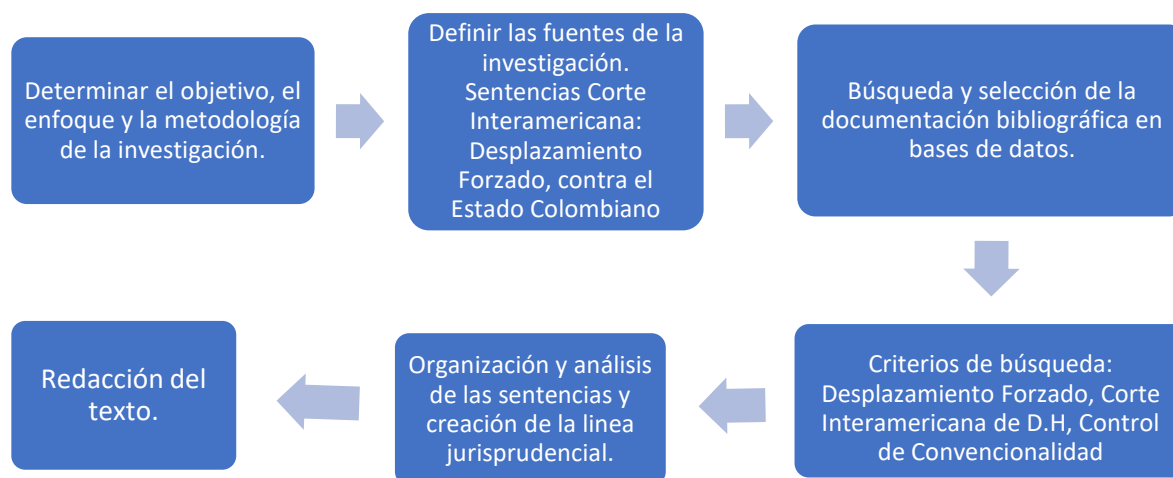 Determinar el objetivo, el
enfoque y la metodología
de la investigación.
Definir las fuentes de la
investigación.
Sentencias Corte
Interamericana:
Desplazamiento
Forzado, contra el
Estado Colombiano
Búsqueda y selección de la
documentación bibliográfica en
bases de datos.
Criterios de búsqueda:
Desplazamiento Forzado, Corte
Interamericana de D.H, Control
de Convencionalidad
Organización y análisis
de las sentencias y
creación de la linea
jurisprudencial.
Redacción del
texto.